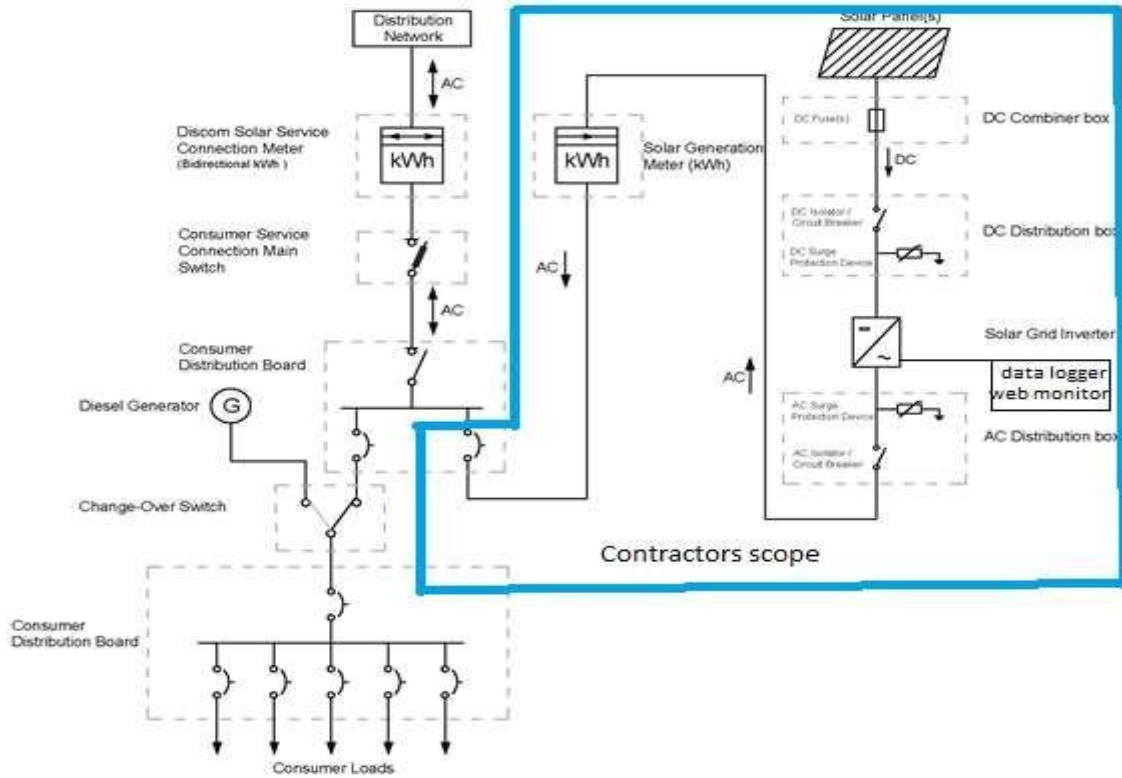 Distribution
Network
AC
Discom Solar Service
Connection Meter
(Bidirectional kWh )
kWh
Consumer Service
Connection Main
Switch
AC
Consumer
Distribution Board
Diesel Generator
G
Change-Over Switch
Consumer
Distribution Board
Consumer Loads
kWh
Solar Generation
Meter (kWh)
AC
AC
Solar Panel(s)
DC Fuse(s)
DC Combiner box
DC
DC Isolator /
Circuit Breaker
DC Surge
Protection Device
DC Distribution box
Solar Grid Inverter
data logger
web monitor
AC Surge
Protection Device
AC Isolator /
Circuit Breaker
AC Distribution box
Contractors scope